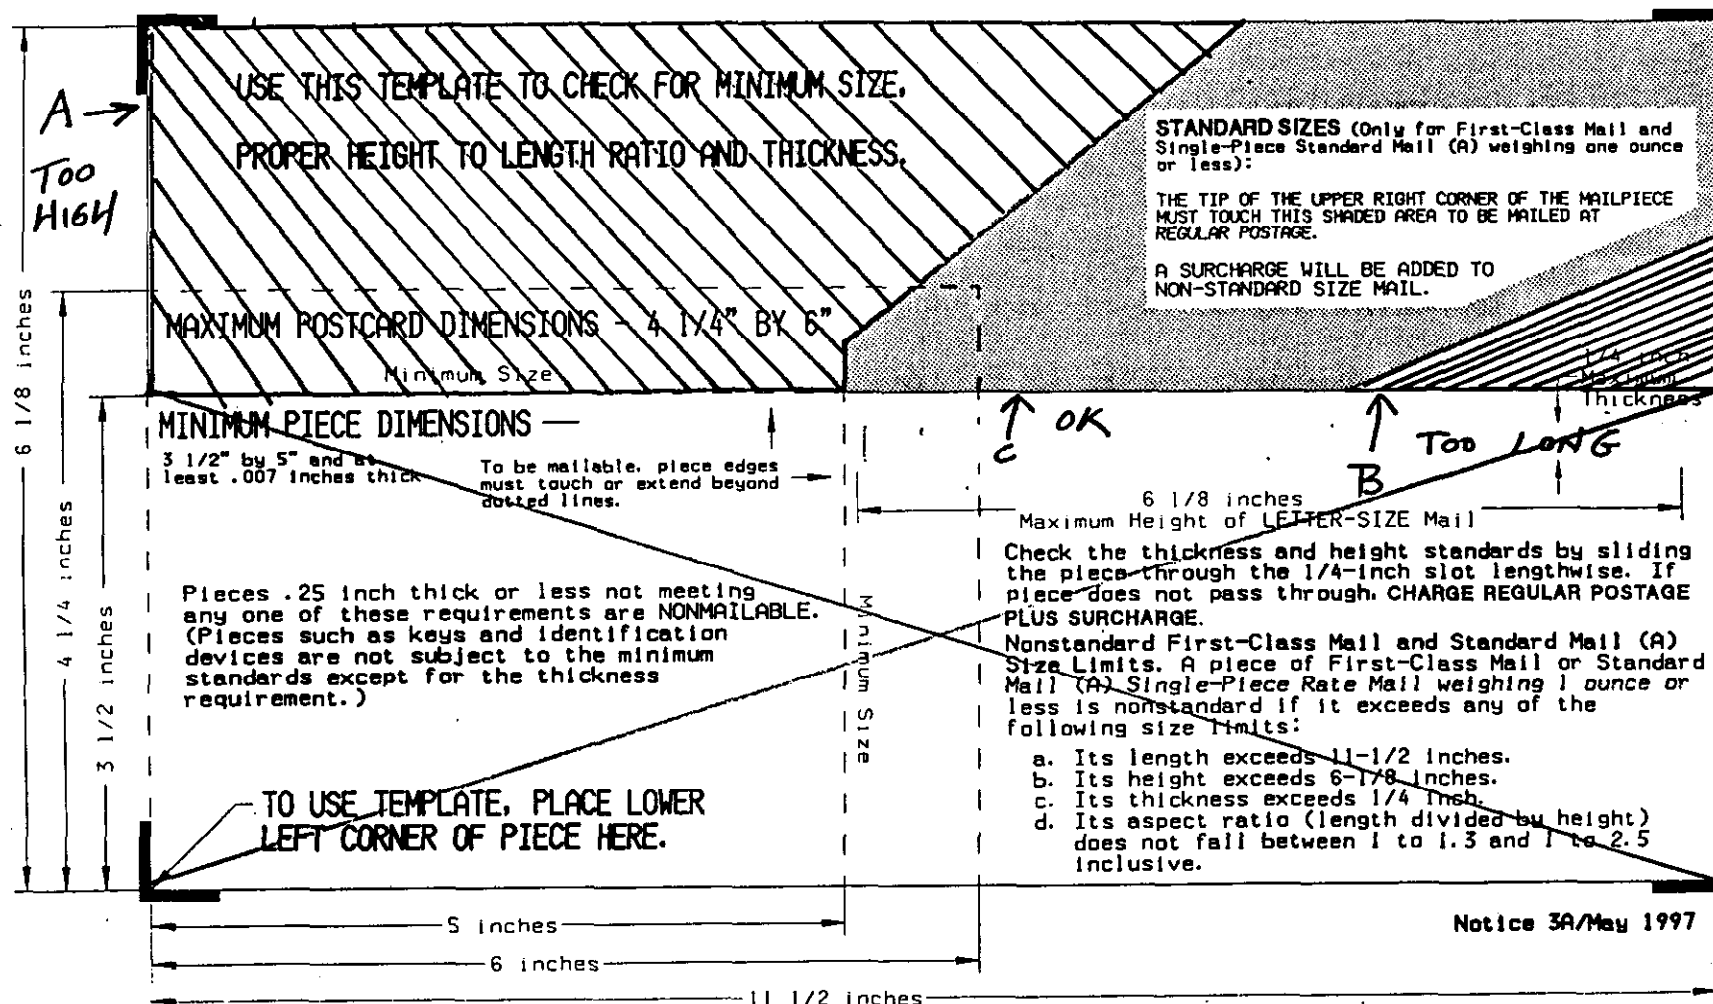 USE THIS TEMPLATE TO CHECK FOR MINIMUM SIZE,
PROPER HEIGHT TO LENGTH RATIO AND THICKNESS.
A →
TOO
HIGH
STANDARD SIZES (Only for First-Class Mail and
Single-Piece Standard Mail (A) weighing one ounce
or less):
THE TIP OF THE UPPER RIGHT CORNER OF THE MAILPIECE
MUST TOUCH THIS SHADED AREA TO BE MAILED AT
REGULAR POSTAGE.
A SURCHARGE WILL BE ADDED TO
NON-STANDARD SIZE MAIL.
6 1/8 inches
4 1/4 inches
3 1/2 inches
MAXIMUM POSTCARD DIMENSIONS - 4 1/4" BY 6"
Minimum Size
1/4 inch
Maximum
Thickness
MINIMUM PIECE DIMENSIONS —
3 1/2" by 5" and at
least .007 inches thick
To be mailable, piece edges
must touch or extend beyond
dotted lines.
C
OK
B
TOO LONG
6 1/8 inches
Maximum Height of LETTER-SIZE Mail
Check the thickness and height standards by sliding
the piece through the 1/4-inch slot lengthwise. If
piece does not pass through, CHARGE REGULAR POSTAGE
PLUS SURCHARGE.
Pieces .25 inch thick or less not meeting
any one of these requirements are NONMAILABLE.
(Pieces such as keys and identification
devices are not subject to the minimum
standards except for the thickness
requirement.)
Minimum Size
Nonstandard First-Class Mail and Standard Mail (A)
Size Limits. A piece of First-Class Mail or Standard
Mail (A) Single-Piece Rate Mail weighing 1 ounce or
less is nonstandard if it exceeds any of the
following size limits:
a. Its length exceeds 11-1/2 inches.
b. Its height exceeds 6-1/8 inches.
c. Its thickness exceeds 1/4 inch.
d. Its aspect ratio (length divided by height)
does not fall between 1 to 1.3 and 1 to 2.5
inclusive.
TO USE TEMPLATE, PLACE LOWER
LEFT CORNER OF PIECE HERE.
5 inches
6 inches
11 1/2 inches
Notice 3A/May 1997